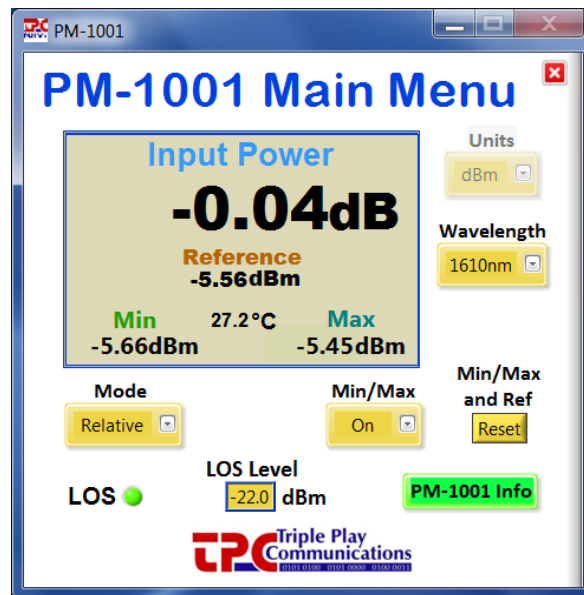 PM-1001
PM-1001 Main Menu
Input Power
-0.04dB
Reference
-5.56dBm
Min 27.2°C Max
-5.66dBm -5.45dBm
Units
dBm
Wavelength
1610nm
Mode
Relative
Min/Max
On
Min/Max
and Ref
Reset
LOS
LOS Level
-22.0 dBm
PM-1001 Info
TPC Triple Play
Communications
0101 0100 0101 0000 0100 0011